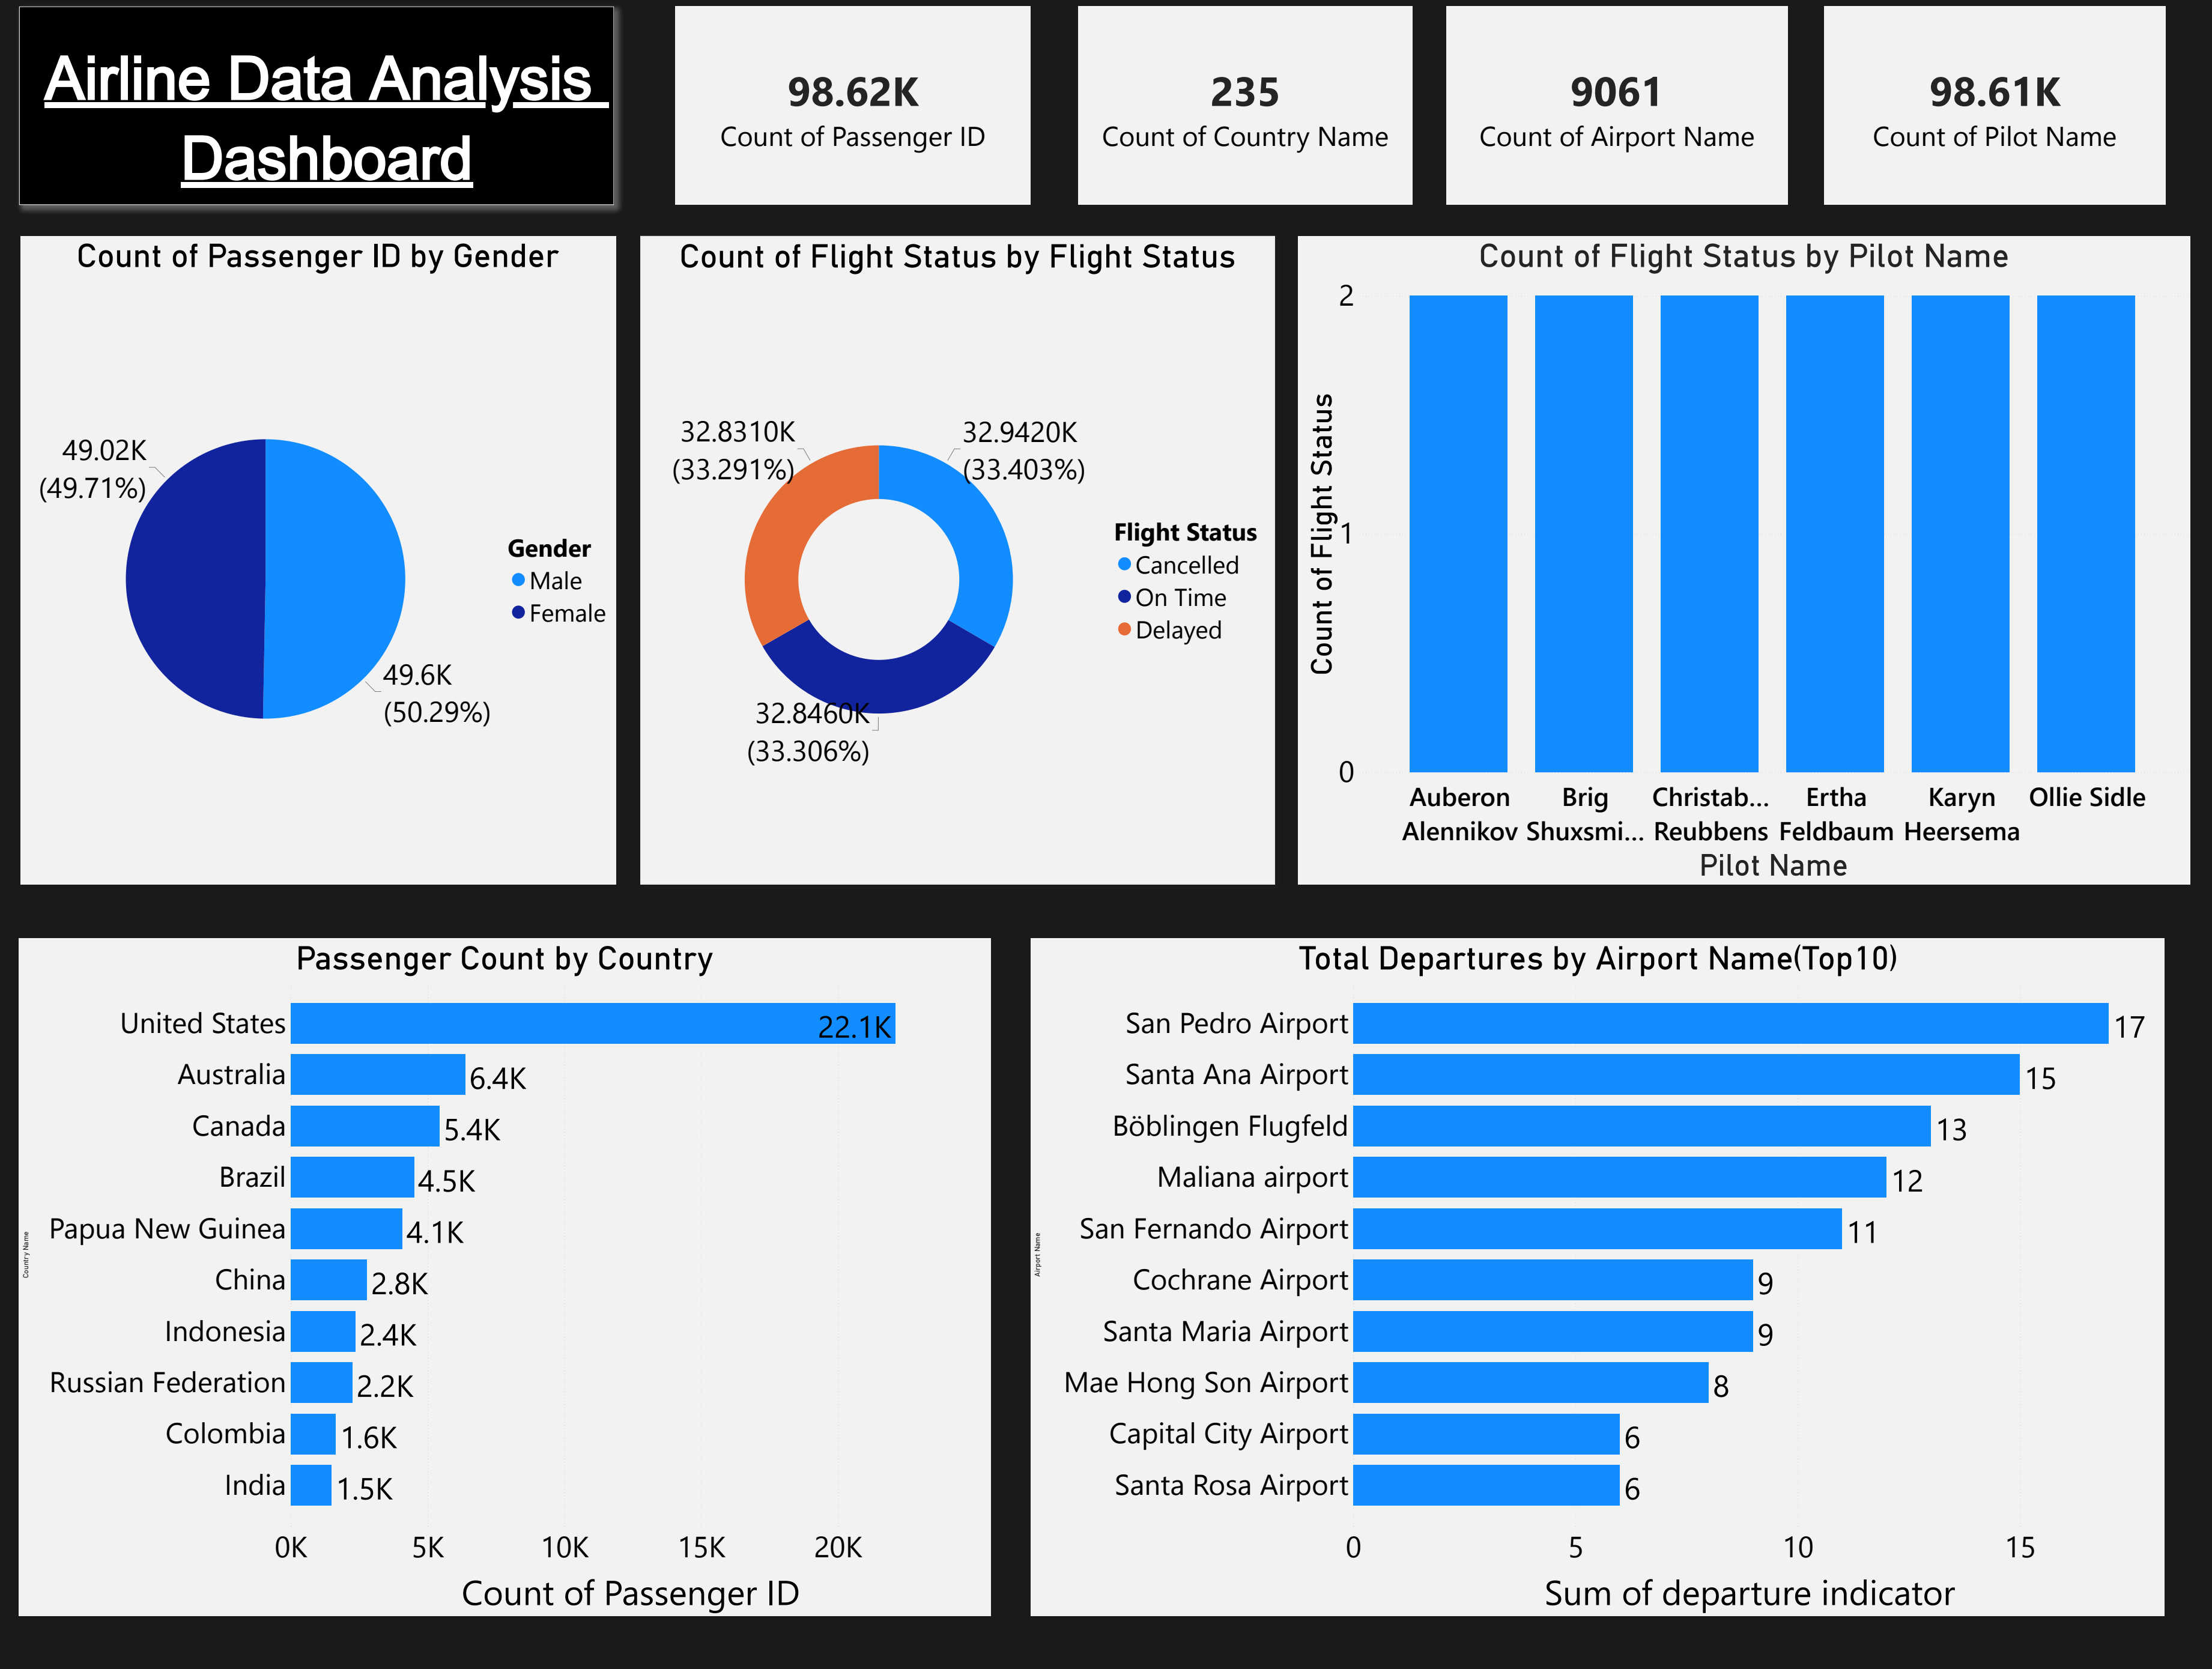 Airline Data Analysis
Dashboard
98.62K
Count of Passenger ID
235
Count of Country Name
9061
Count of Airport Name
98.61K
Count of Pilot Name
Count of Passenger ID by Gender
49.02K
(49.71%)
49.6K
(50.29%)
Gender
Male
Female
Count of Flight Status by Flight Status
32.8310K
(33.291%)
32.9420K
(33.403%)
32.8460K
(33.306%)
Flight Status
Cancelled
On Time
Delayed
Count of Flight Status by Pilot Name
Count of Flight Status
2
1
0
Auberon
Alennikov
Brig
Shuxsmi...
Christab...
Reubbens
Ertha
Feldbaum
Karyn
Heersema
Ollie Sidle
Pilot Name
Passenger Count by Country
Country Name
United States 22.1K
Australia 6.4K
Canada 5.4K
Brazil 4.5K
Papua New Guinea 4.1K
China 2.8K
Indonesia 2.4K
Russian Federation 2.2K
Colombia 1.6K
India 1.5K
0K 5K 10K 15K 20K
Count of Passenger ID
Total Departures by Airport Name(Top10)
Airport Name
San Pedro Airport 17
Santa Ana Airport 15
Böblingen Flugfeld 13
Maliana airport 12
San Fernando Airport 11
Cochrane Airport 9
Santa Maria Airport 9
Mae Hong Son Airport 8
Capital City Airport 6
Santa Rosa Airport 6
0 5 10 15
Sum of departure indicator